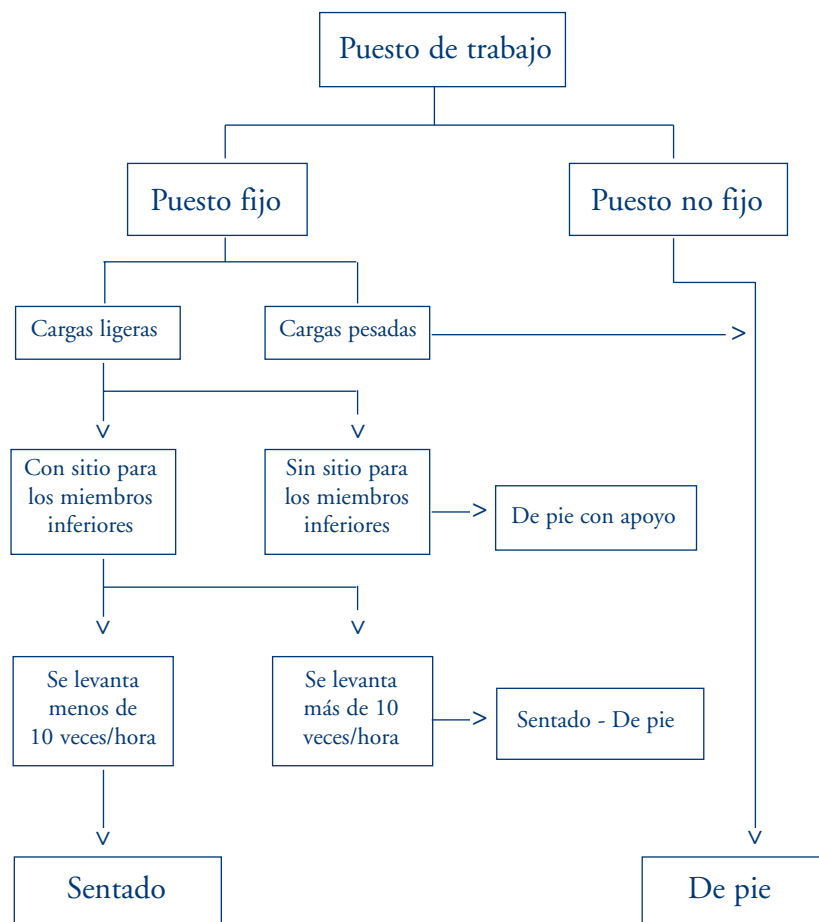 Puesto de trabajo
Puesto fijo
Puesto no fijo
Cargas ligeras
Cargas pesadas
Con sitio para
los miembros
inferiores
Sin sitio para
los miembros
inferiores
De pie con apoyo
Se levanta
menos de
10 veces/hora
Se levanta
más de 10
veces/hora
Sentado - De pie
Sentado
De pie